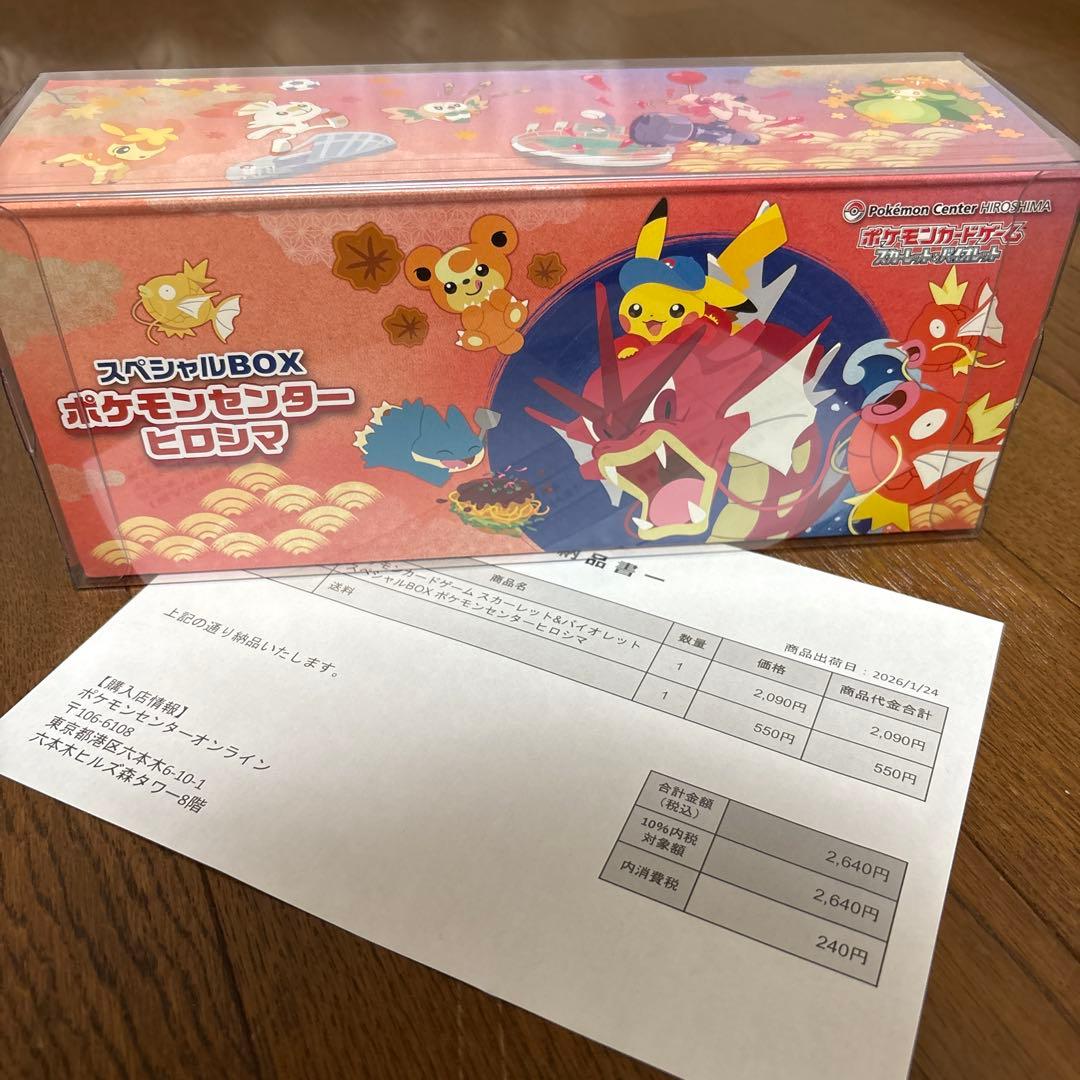 Pokémon Center HIROSHIMA
ポケモンカードゲーム
スカーレット&バイオレット
スペシャルBOX
ポケモンセンター
ヒロシマ
納品書
商品出荷日:2026/1/24
商品名
数量
価格
商品代金合計
モンカードゲーム スカーレット&バイオレット
スペシャルBOX ポケモンセンターヒロシマ
1
2,090円
2,090円
送料
1
550円
550円
上記の通り納品いたします。
合計金額
(税込)
2,640円
10%内税
対象額
2,640円
内消費税
240円
【購入店情報】
ポケモンセンターオンライン
〒106-6108
東京都港区六本木6-10-1
六本木ヒルズ森タワー8階